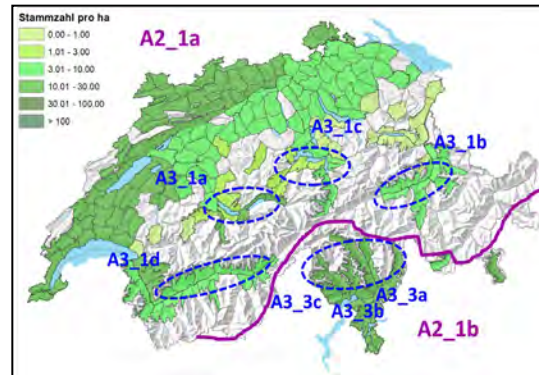 Stammzahl pro ha
0.00 - 1.00
1.01 - 3.00
3.01 - 10.00
10.01 - 30.00
30.01 - 100.00
> 100
A2_1a
A3_1c
A3_1b
A3_1a
A3_1d
A3_3c
A3_3b
A3_3a
A2_1b